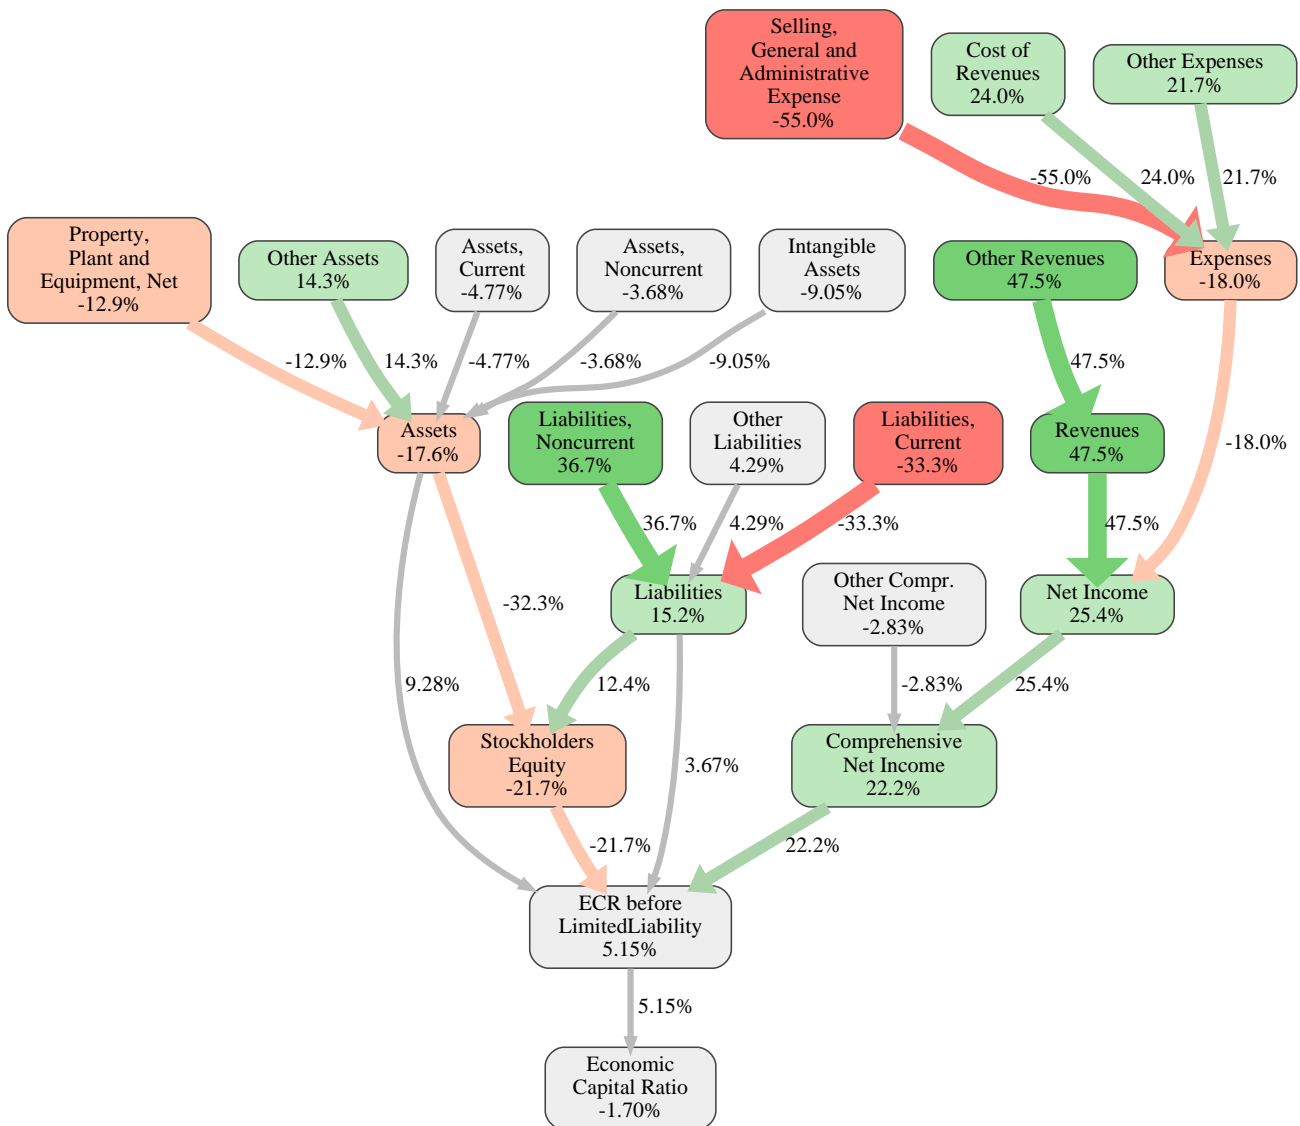 Selling,
General and
Administrative
Expense
-55.0%
Cost of
Revenues
24.0%
Other Expenses
21.7%
-55.0%
24.0%
21.7%
Property,
Plant and
Equipment, Net
-12.9%
Other Assets
14.3%
Assets,
Current
-4.77%
Assets,
Noncurrent
-3.68%
Intangible
Assets
-9.05%
Other Revenues
47.5%
Expenses
-18.0%
-12.9%
14.3%
-4.77%
-3.68%
-9.05%
47.5%
Assets
-17.6%
Liabilities,
Noncurrent
36.7%
Other
Liabilities
4.29%
Liabilities,
Current
-33.3%
Revenues
47.5%
-18.0%
36.7%
4.29%
-33.3%
47.5%
-32.3%
Liabilities
15.2%
Other Compr.
Net Income
-2.83%
Net Income
25.4%
9.28%
12.4%
-2.83%
25.4%
Stockholders
Equity
-21.7%
3.67%
Comprehensive
Net Income
22.2%
-21.7%
22.2%
ECR before
LimitedLiability
5.15%
5.15%
Economic
Capital Ratio
-1.70%